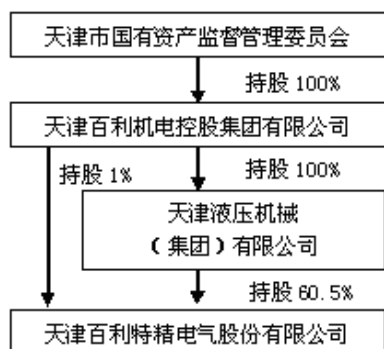 天津市国有资产监督管理委员会
持股 100%
天津百利机电控股集团有限公司
持股 1%
持股 100%
天津液压机械
（集团）有限公司
持股 60.5%
天津百利特精电气股份有限公司